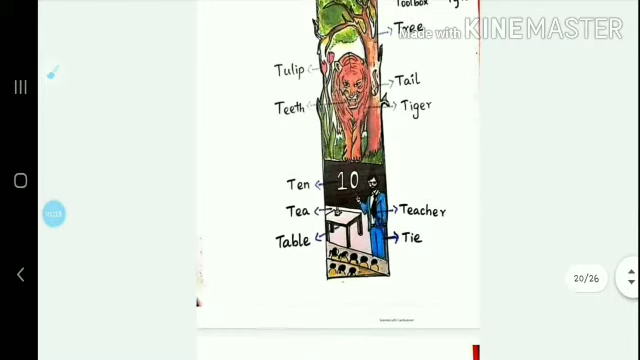 Toolbox
Tree
Made with KINEMASTER
Tulip
Tail
Teeth
Tiger
Ten
10
Tea
Teacher
Table
Tie
20/26